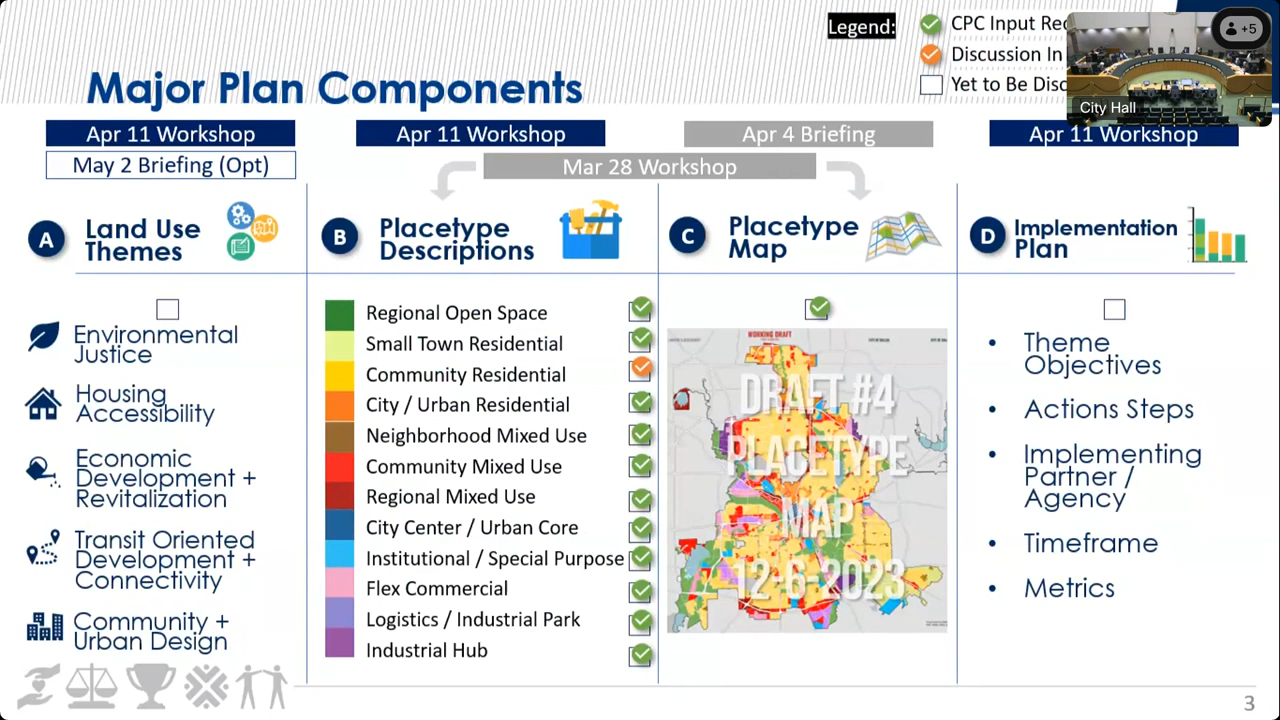 Legend:
CPC Input Rec
Discussion In
Yet to Be Disc
+5
City Hall
Major Plan Components
Apr 11 Workshop
May 2 Briefing (Opt)
Apr 11 Workshop
Apr 4 Briefing
Apr 11 Workshop
Mar 28 Workshop
A
Land Use
Themes
B
Placetype
Descriptions
C
Placetype
Map
D
Implementation
Plan
Environmental
Justice
Housing
Accessibility
Economic
Development +
Revitalization
Transit Oriented
Development +
Connectivity
Community +
Urban Design
Regional Open Space
Small Town Residential
Community Residential
City / Urban Residential
Neighborhood Mixed Use
Community Mixed Use
Regional Mixed Use
City Center / Urban Core
Institutional / Special Purpose
Flex Commercial
Logistics / Industrial Park
Industrial Hub
WORKING DRAFT
DRAFT #4
PLACETYPE
MAP
12-6-2023
• Theme
Objectives
• Actions Steps
• Implementing
Partner /
Agency
• Timeframe
• Metrics
3